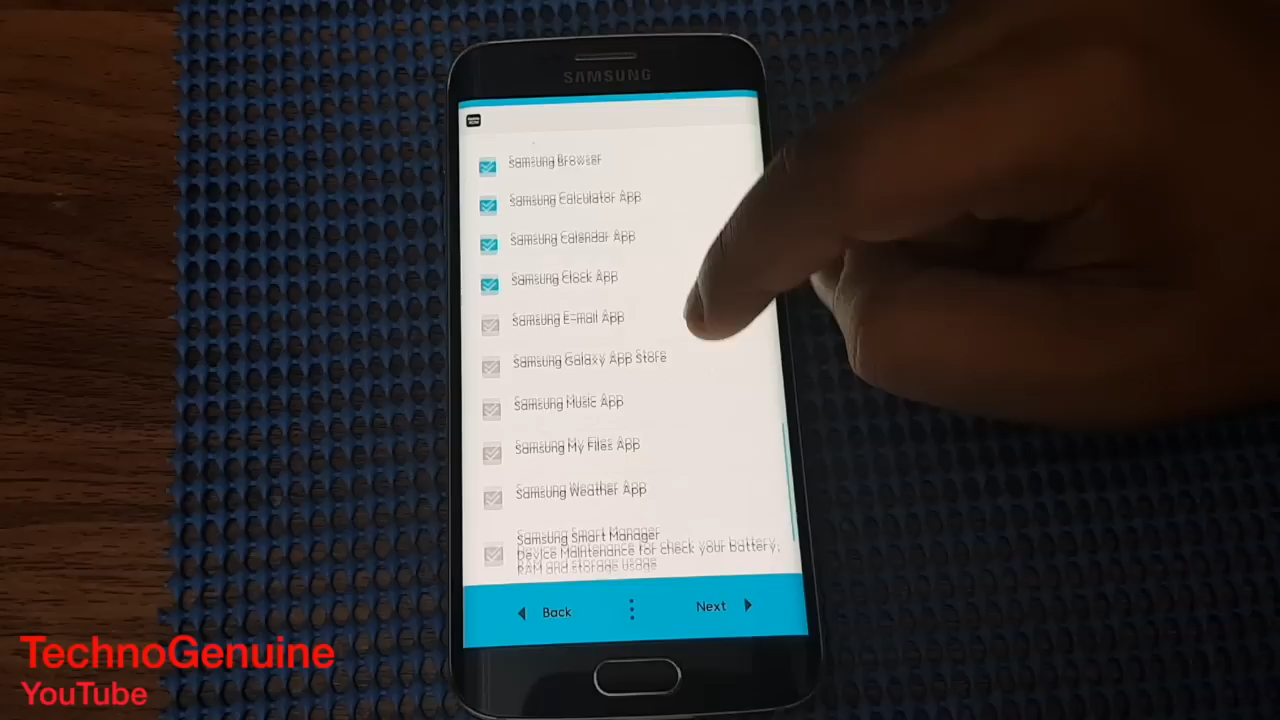 SAMSUNG
Samsung Browser
Samsung Calculator App
Samsung Calendar App
Samsung Clock App
Samsung E-mail App
Samsung Galaxy App Store
Samsung Music App
Samsung My Files App
Samsung Weather App
Samsung Smart Manager
Device Maintenance for check your battery,
RAM and storage usage
Back
Next
TechnoGenuine
YouTube